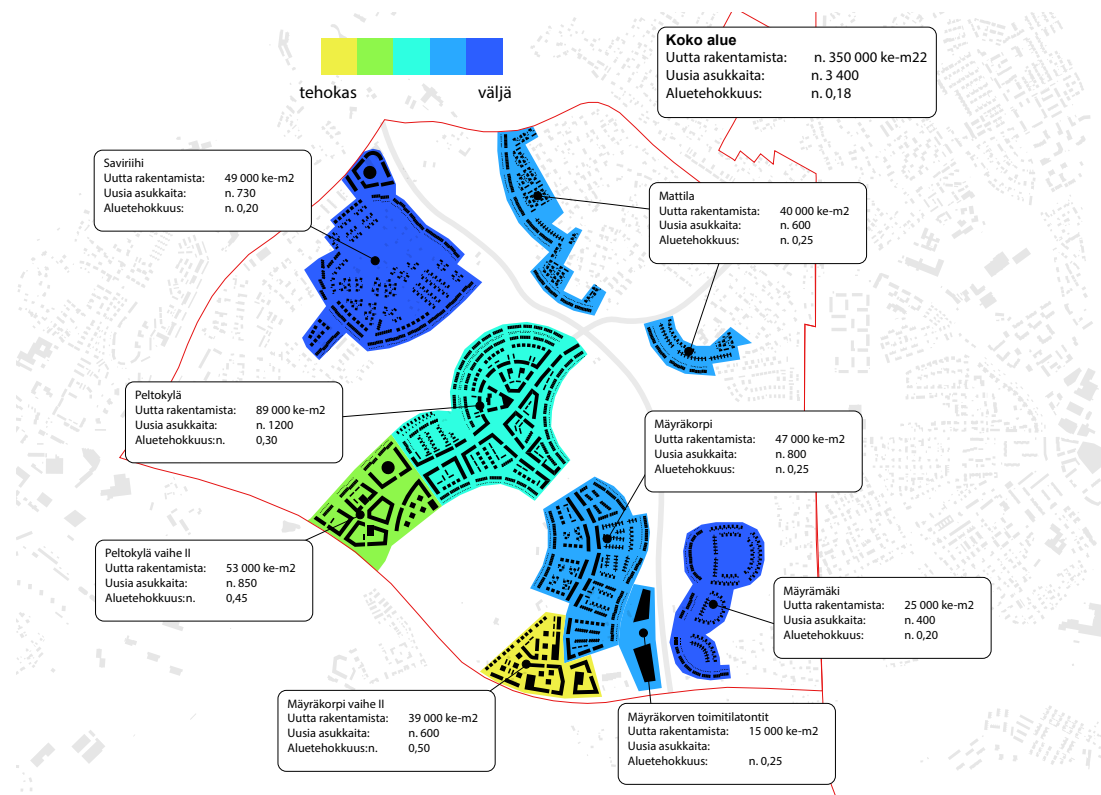 Koko alue
Uutta rakentamista: n. 350 000 ke-m22
Uusia asukkaita: n. 3 400
Aluetehokkuus: n. 0,18
tehokas väljä
Saviriihi
Uutta rakentamista: 49 000 ke-m2
Uusia asukkaita: n. 730
Aluetehokkuus: n. 0,20
Mattila
Uutta rakentamista: 40 000 ke-m2
Uusia asukkaita: n. 600
Aluetehokkuus: n. 0,25
Peltokylä
Uutta rakentamista: 89 000 ke-m2
Uusia asukkaita: n. 1200
Aluetehokkuus:n. 0,30
Mäyräkorpi
Uutta rakentamista: 47 000 ke-m2
Uusia asukkaita: n. 800
Aluetehokkuus: n. 0,25
Peltokylä vaihe II
Uutta rakentamista: 53 000 ke-m2
Uusia asukkaita: n. 850
Aluetehokkuus:n. 0,45
Mäyrämäki
Uutta rakentamista: 25 000 ke-m2
Uusia asukkaita: n. 400
Aluetehokkuus: n. 0,20
Mäyräkorpi vaihe II
Uutta rakentamista: 39 000 ke-m2
Uusia asukkaita: n. 600
Aluetehokkuus:n. 0,50
Mäyräkorven toimitilatontit
Uutta rakentamista: 15 000 ke-m2
Uusia asukkaita:
Aluetehokkuus: n. 0,25